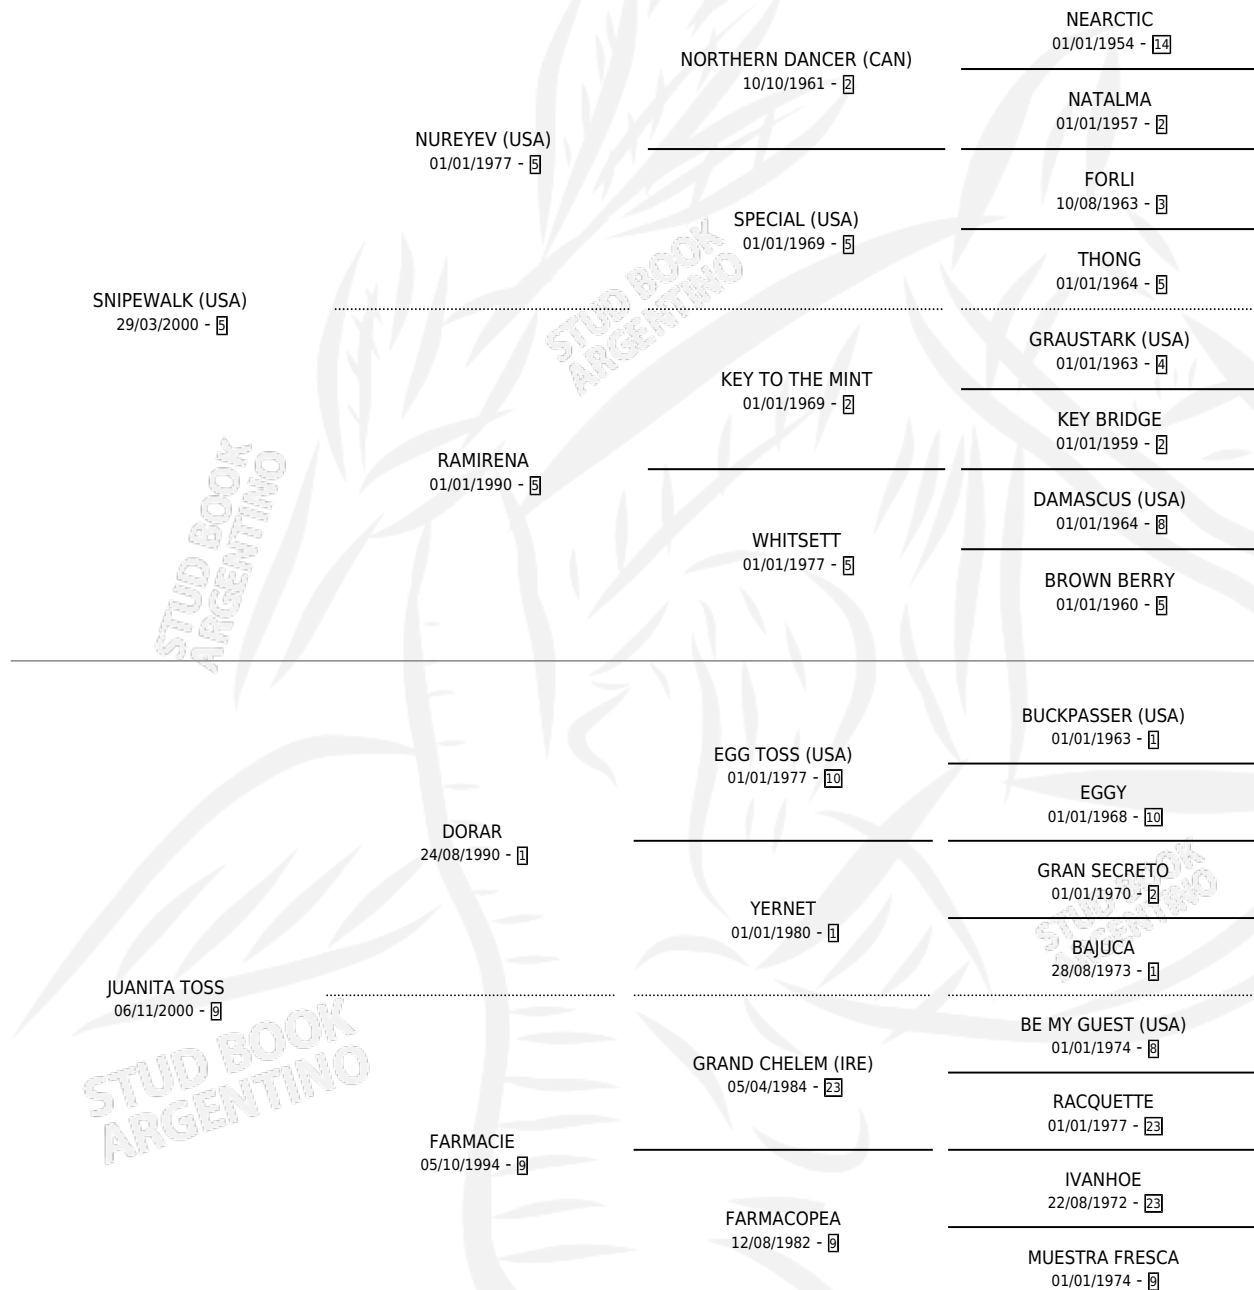 SNIPEWALK (USA)
29/03/2000 - 5
NUREYEV (USA)
01/01/1977 - 5
NORTHERN DANCER (CAN)
10/10/1961 - 2
NEARCTIC
01/01/1954 - 14
NATALMA
01/01/1957 - 2
SPECIAL (USA)
01/01/1969 - 5
FORLI
10/08/1963 - 3
THONG
01/01/1964 - 5
RAMIRENA
01/01/1990 - 5
KEY TO THE MINT
01/01/1969 - 2
GRAUSTARK (USA)
01/01/1963 - 4
KEY BRIDGE
01/01/1959 - 2
WHITSETT
01/01/1977 - 5
DAMASCUS (USA)
01/01/1964 - 8
BROWN BERRY
01/01/1960 - 5
JUANITA TOSS
06/11/2000 - 9
DORAR
24/08/1990 - 1
EGG TOSS (USA)
01/01/1977 - 10
BUCKPASSER (USA)
01/01/1963 - 1
EGGY
01/01/1968 - 10
YERNET
01/01/1980 - 1
GRAN SECRETO
01/01/1970 - 2
BAJUCA
28/08/1973 - 1
FARMACIE
05/10/1994 - 9
GRAND CHELEM (IRE)
05/04/1984 - 23
BE MY GUEST (USA)
01/01/1974 - 8
RACQUETTE
01/01/1977 - 23
FARMACOPEA
12/08/1982 - 9
IVANHOE
22/08/1972 - 23
MUESTRA FRESCA
01/01/1974 - 9
STUD BOOK
ARGENTINO
STUD BOOK
ARGENTINO
STUD BOOK
ARGENTINO
STUD BOOK
ARGENTINO